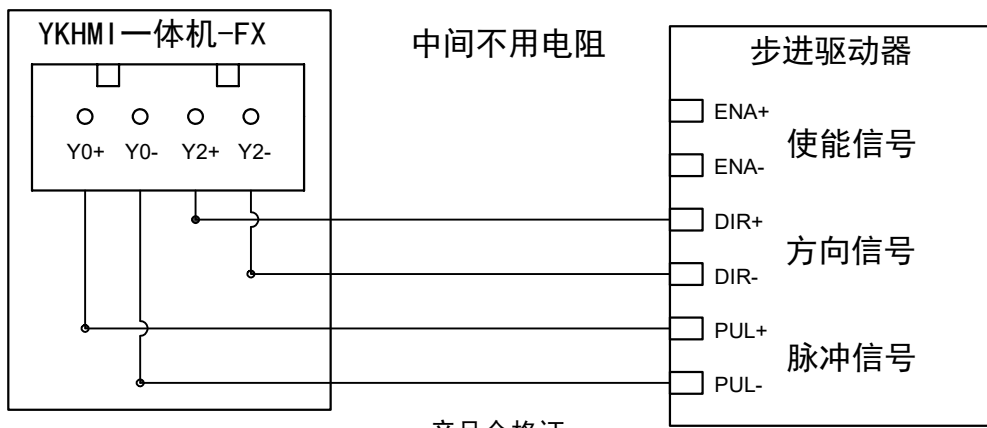 YKHMI一体机-FX
中间不用电阻
步进驱动器
Y0+ Y0- Y2+ Y2-
ENA+
使能信号
ENA-
DIR+
方向信号
DIR-
PUL+
脉冲信号
PUL-